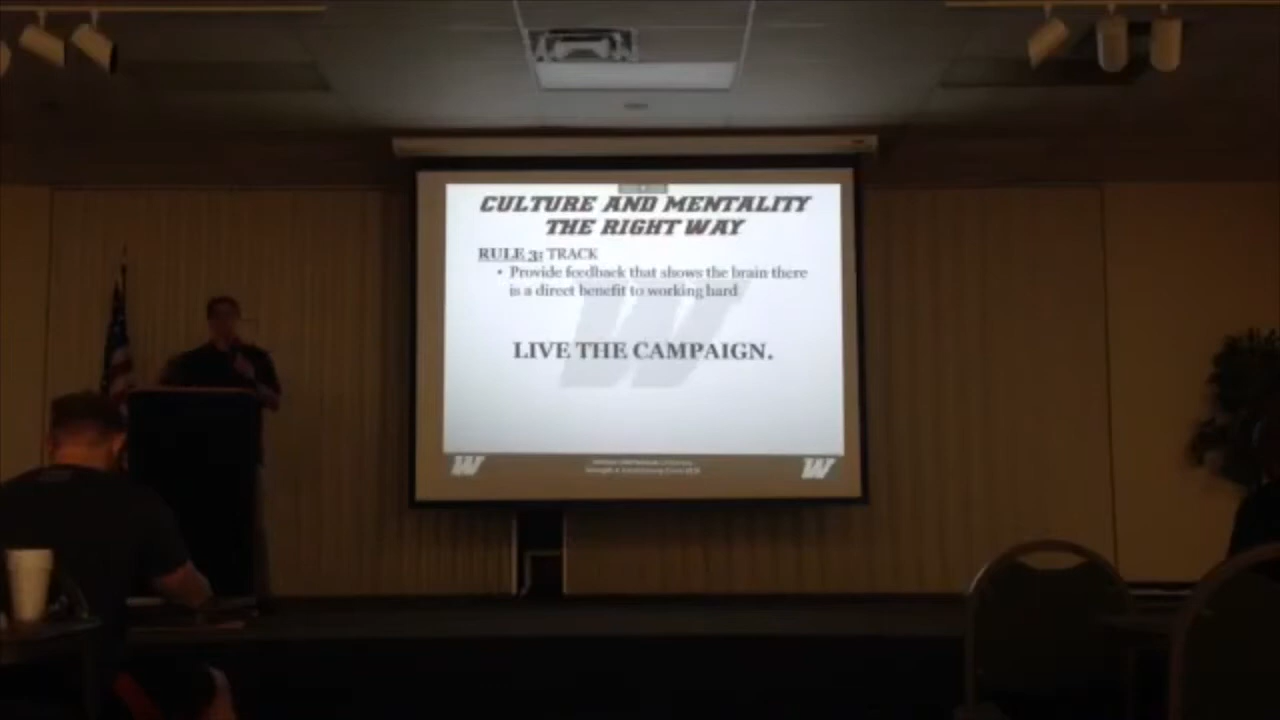 CULTURE AND MENTALITY
THE RIGHT WAY
RULE 3: TRACK
• Provide feedback that shows the brain there
is a direct benefit to working hard
LIVE THE CAMPAIGN.
W
W
W